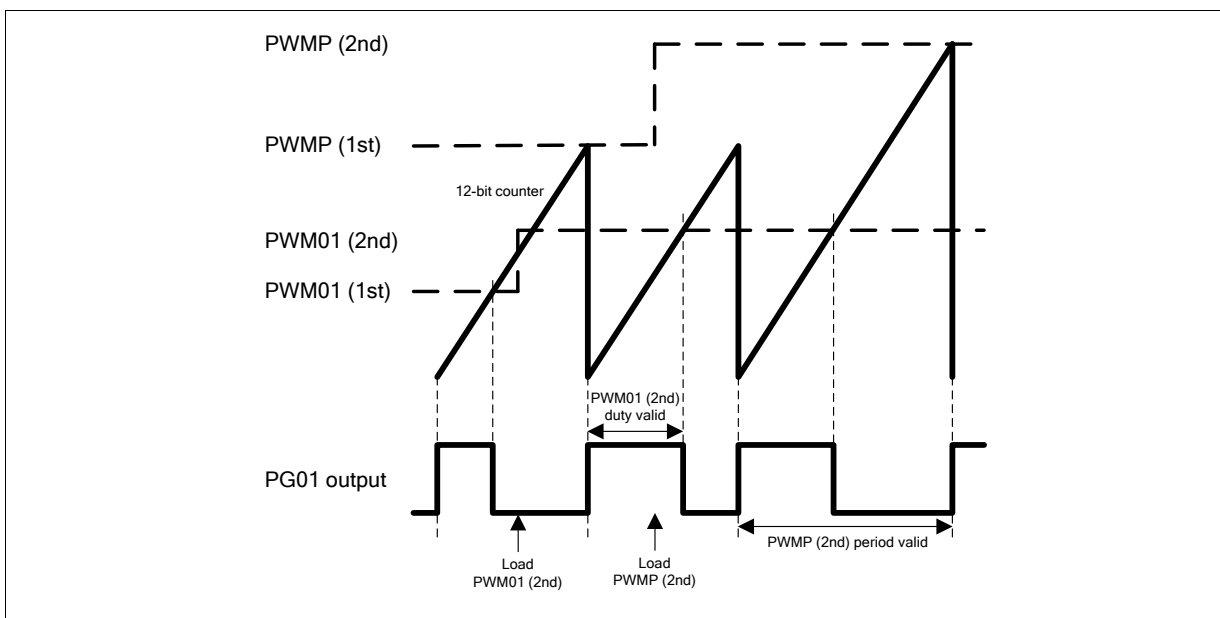 PWMP (2nd)
PWMP (1st)
12-bit counter
PWM01 (2nd)
PWM01 (1st)
PWM01 (2nd)
duty valid
PG01 output
PWMP (2nd) period valid
Load
PWM01 (2nd)
Load
PWMP (2nd)